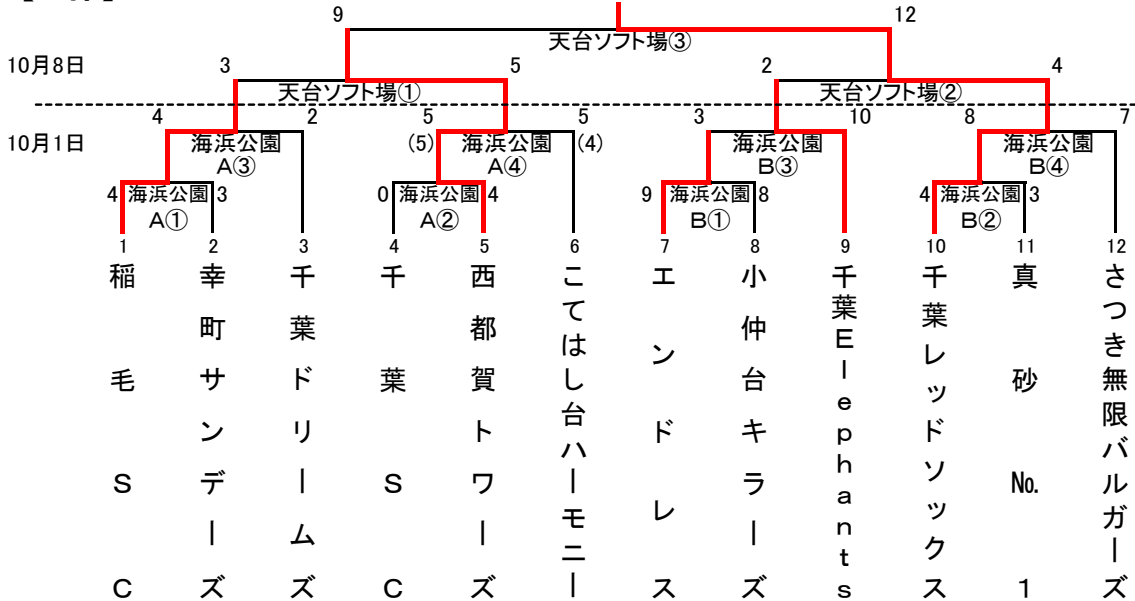 9 12
天台ソフト場③
10月8日 3 5 2 4
天台ソフト場① 天台ソフト場②
4 2 5 5 3 10 8 7
10月1日 海浜公園 (5) 海浜公園 (4) 海浜公園 海浜公園
A③ A④ B③ B④
4 海浜公園 3 0 海浜公園 4 9 海浜公園 8 4 海浜公園 3
A① A② B① B②
1 2 3 4 5 6 7 8 9 10 11 12
稲毛SC
幸町サンデーズ
千葉ドリームズ
千葉SC
西都賀トワーズ
こてはし台ハーモニー
エンドレス
小仲台キラーズ
千葉Elephants
千葉レッドソックス
真砂№1
さつき無限バルガーズ